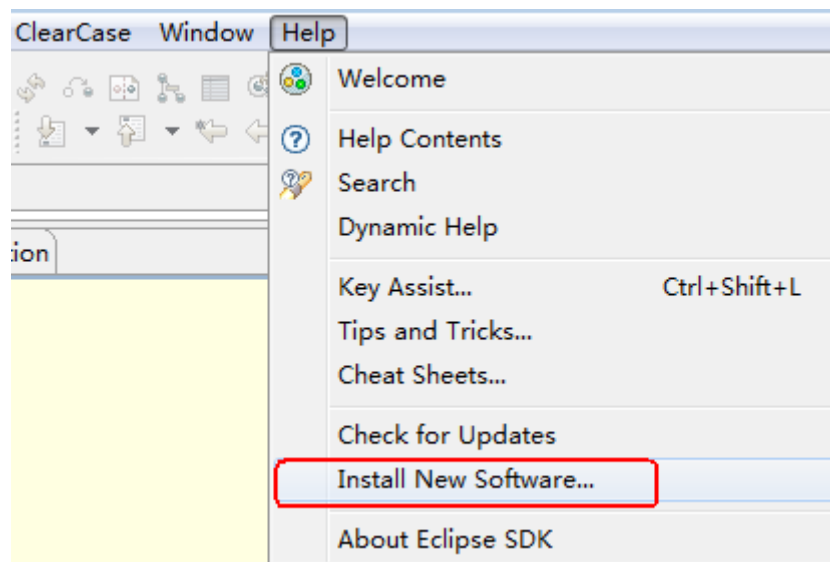 ClearCase Window Help
Welcome
Help Contents
Search
Dynamic Help
ion
Key Assist... Ctrl+Shift+L
Tips and Tricks...
Cheat Sheets...
Check for Updates
Install New Software...
About Eclipse SDK